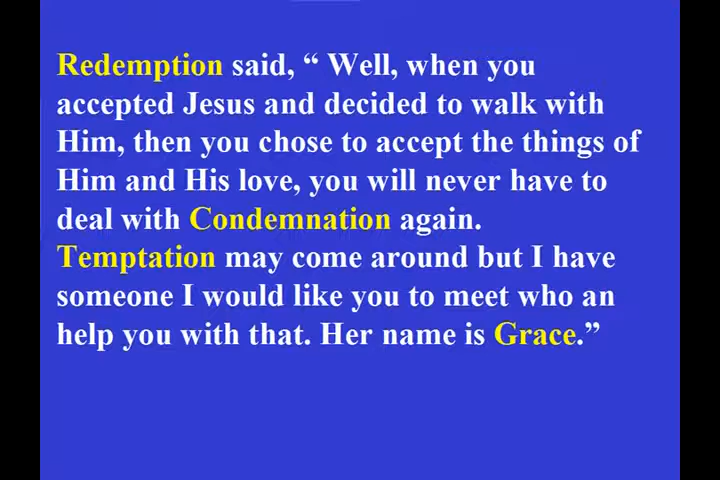 Redemption said, “ Well, when you
accepted Jesus and decided to walk with
Him, then you chose to accept the things of
Him and His love, you will never have to
deal with Condemnation again.
Temptation may come around but I have
someone I would like you to meet who an
help you with that. Her name is Grace.”